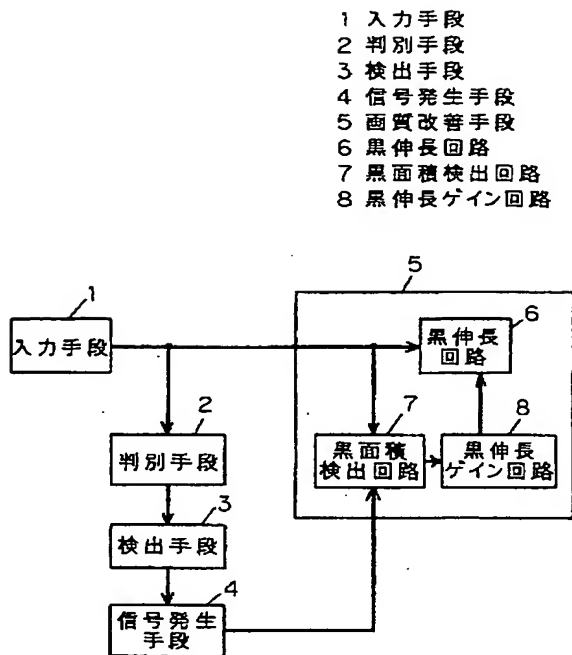 1 入力手段
2 判別手段
3 検出手段
4 信号発生手段
5 画質改善手段
6 黒伸長回路
7 黒面積検出回路
8 黒伸長ゲイン回路
5
1
入力手段
6
黒伸長
回路
2
判別手段
7
黒面積
検出回路
8
黒伸長
ゲイン回路
3
検出手段
4
信号発生
手段